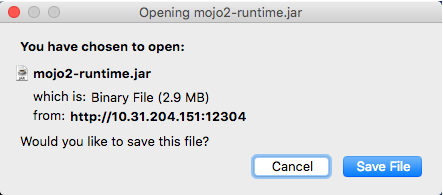 Opening mojo2-runtime.jar
You have chosen to open:
mojo2-runtime.jar
which is: Binary File (2.9 MB)
from: http://10.31.204.151:12304
Would you like to save this file?
Cancel Save File